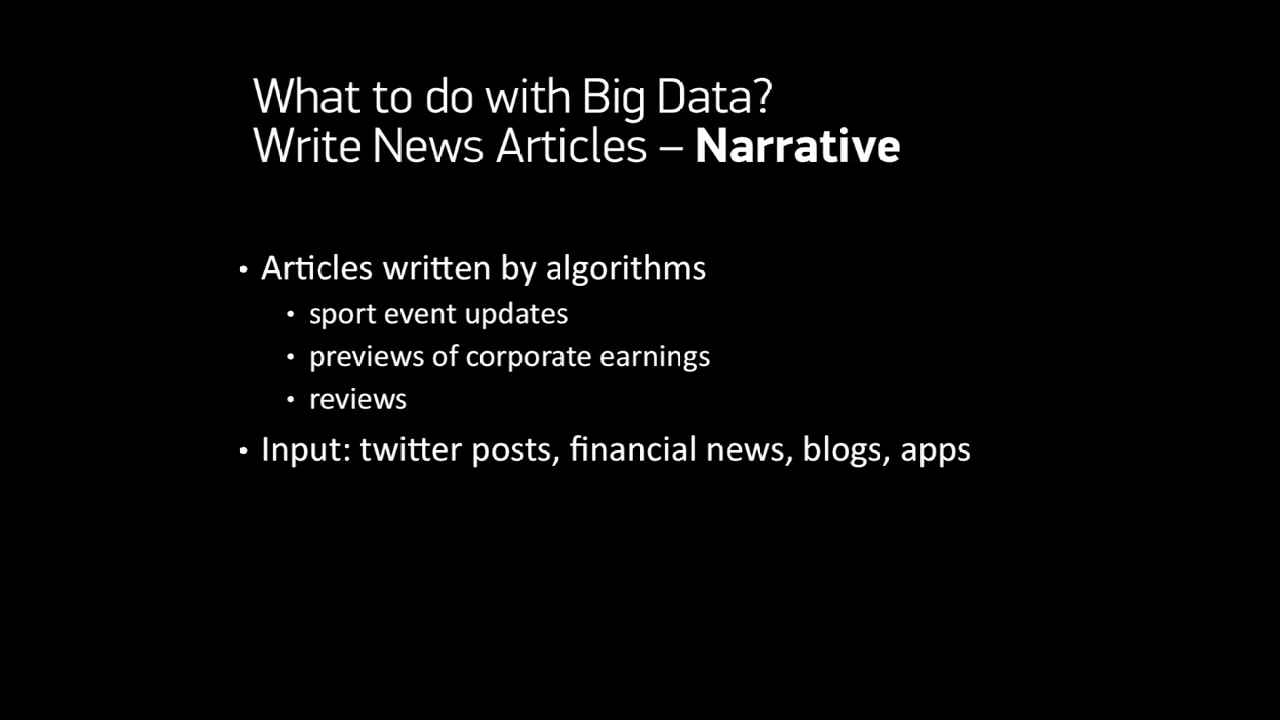 What to do with Big Data?
Write News Articles – Narrative
• Articles written by algorithms
• sport event updates
• previews of corporate earnings
• reviews
• Input: twitter posts, financial news, blogs, apps